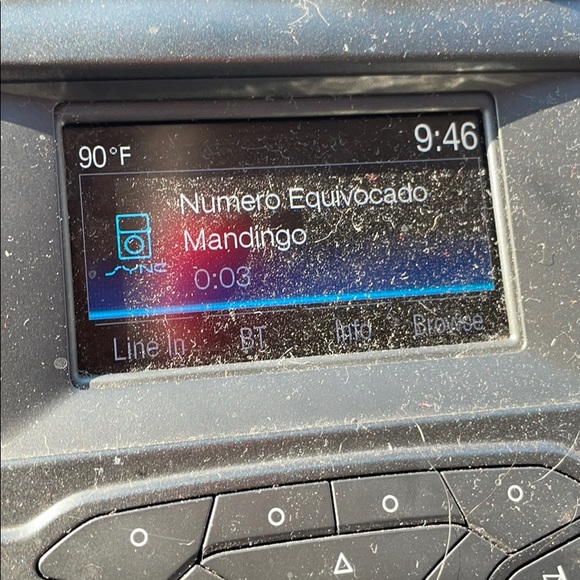 90°F 9:46
Numero Equivocado
Mandingo
SYNC 0:03
Line In BT Info Browse